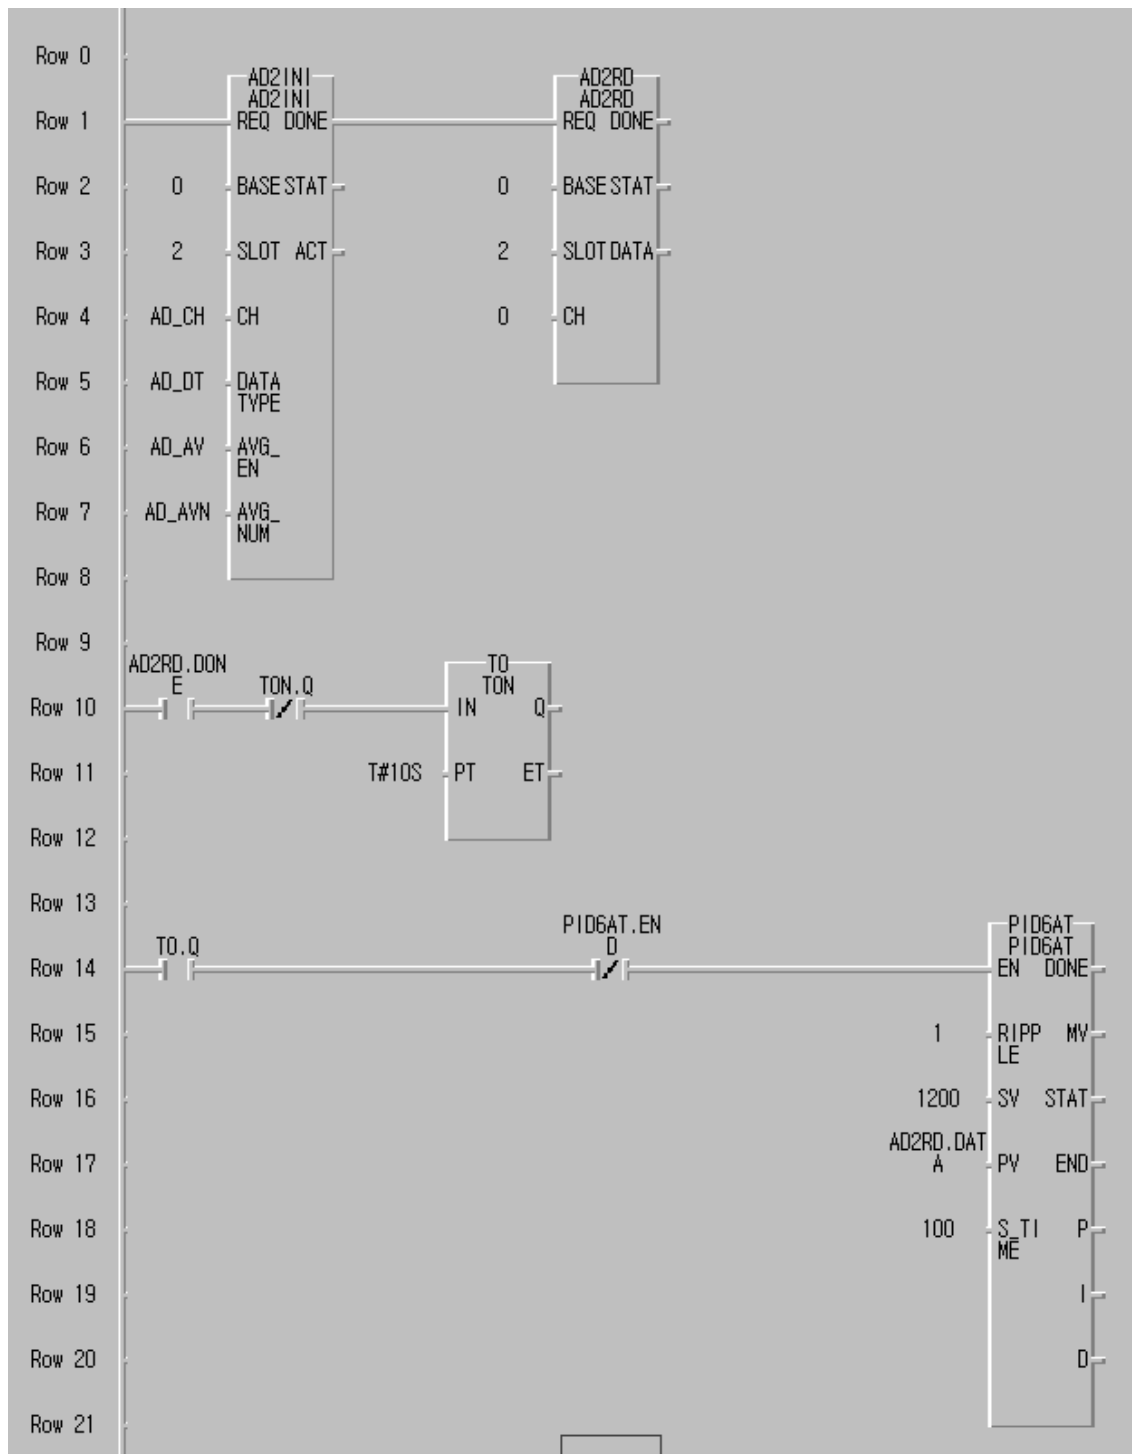 Row 0
AD2INI AD2RD
AD2INI AD2RD
Row 1 REQ DONE REQ DONE
Row 2 0 BASE STAT 0 BASE STAT
Row 3 2 SLOT ACT 2 SLOT DATA
Row 4 AD_CH CH 0 CH
Row 5 AD_DT DATA
TYPE
Row 6 AD_AV AVG_
EN
Row 7 AD_AVN AVG_
NUM
Row 8
Row 9
AD2RD.DON T0
E TON.Q TON
Row 10 IN Q
Row 11 T#10S PT ET
Row 12
Row 13
PID6AT.EN PID6AT
T0.Q D PID6AT
Row 14 EN DONE
Row 15 1 RIPP MV
LE
Row 16 1200 SV STAT
AD2RD.DAT
Row 17 A PV END
Row 18 100 S_TI P
ME
Row 19 I
Row 20 D
Row 21